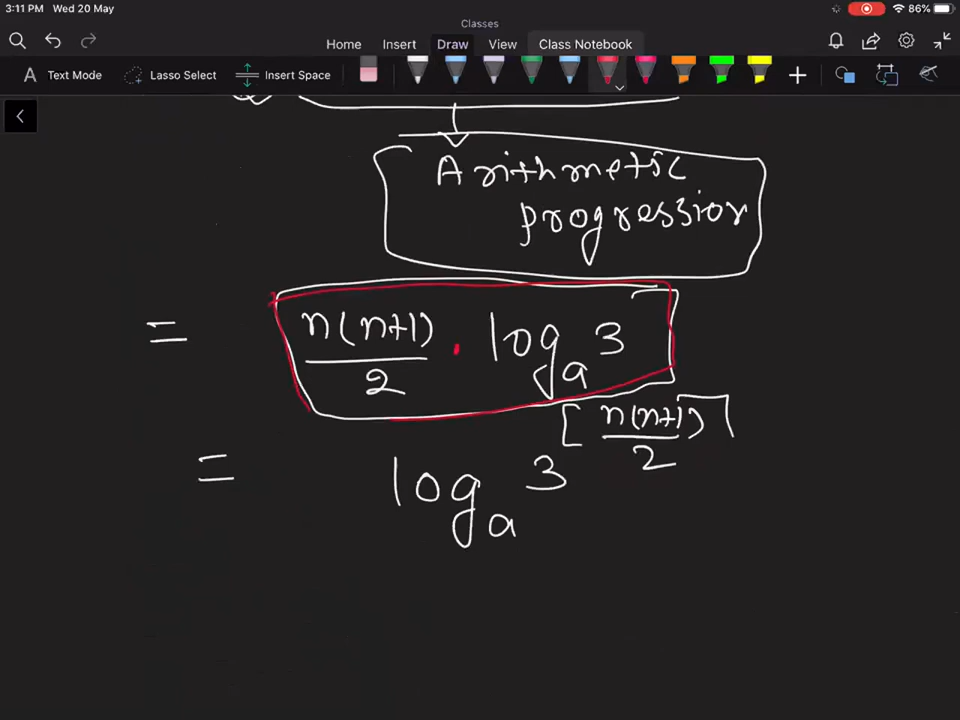 3:11 PM Wed 20 May
86%
Classes
Home Insert Draw View Class Notebook
A Text Mode Lasso Select Insert Space
Arithmetic
progression
= n(n+1)/2 · log_a 3
= log_a 3^[n(n+1)/2]